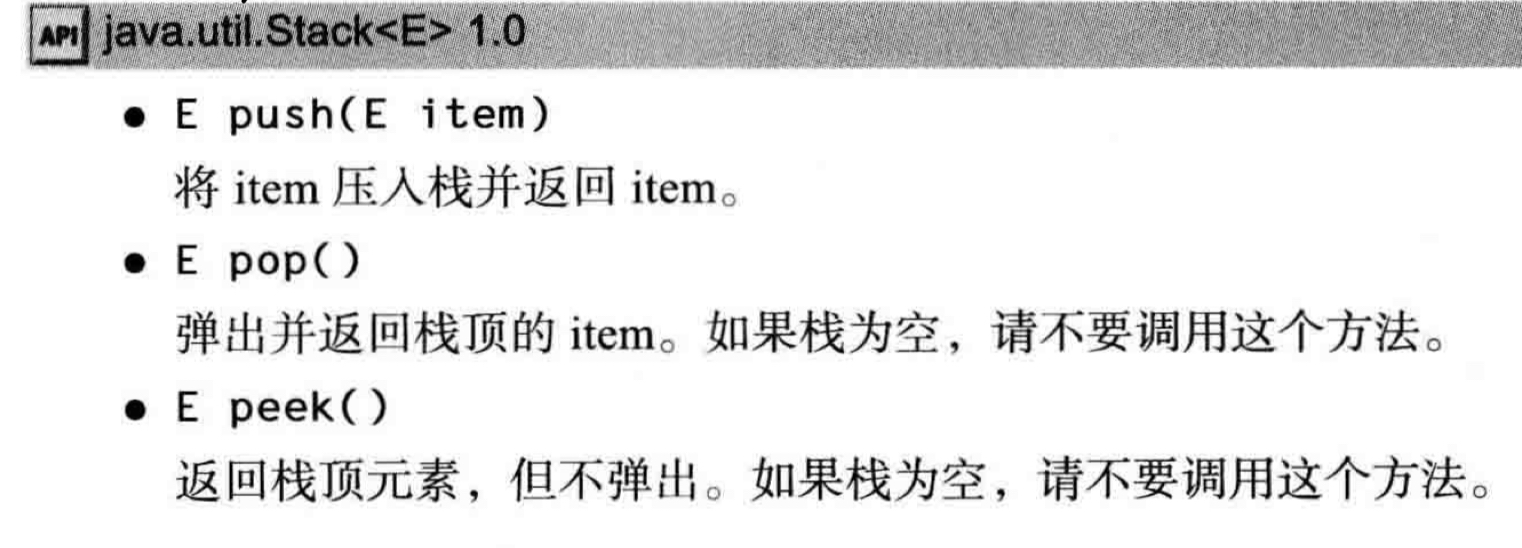 API java.util.Stack<E> 1.0
● E push(E item)
将 item 压入栈并返回 item。
● E pop()
弹出并返回栈顶的 item。如果栈为空，请不要调用这个方法。
● E peek()
返回栈顶元素，但不弹出。如果栈为空，请不要调用这个方法。